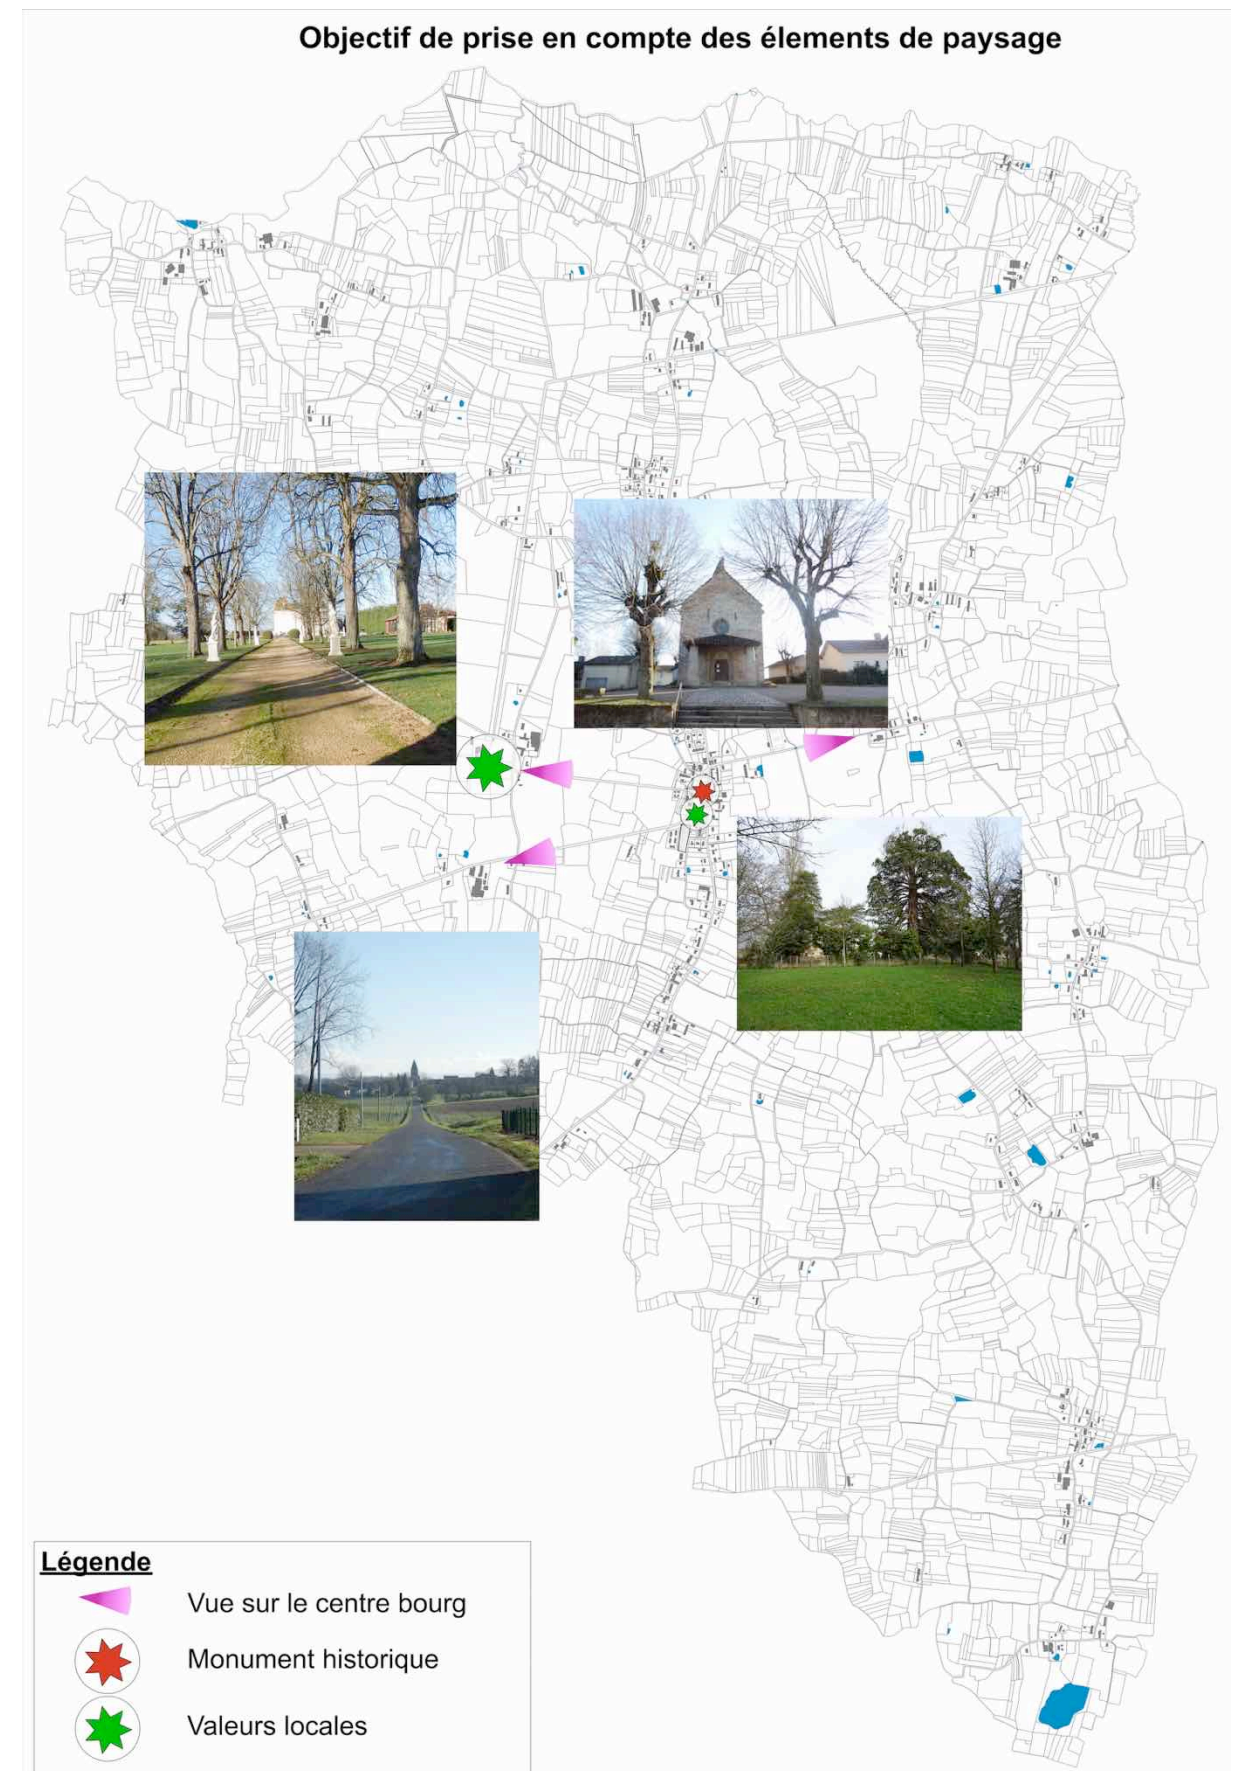 Objectif de prise en compte des élements de paysage
Légende
Vue sur le centre bourg
Monument historique
Valeurs locales